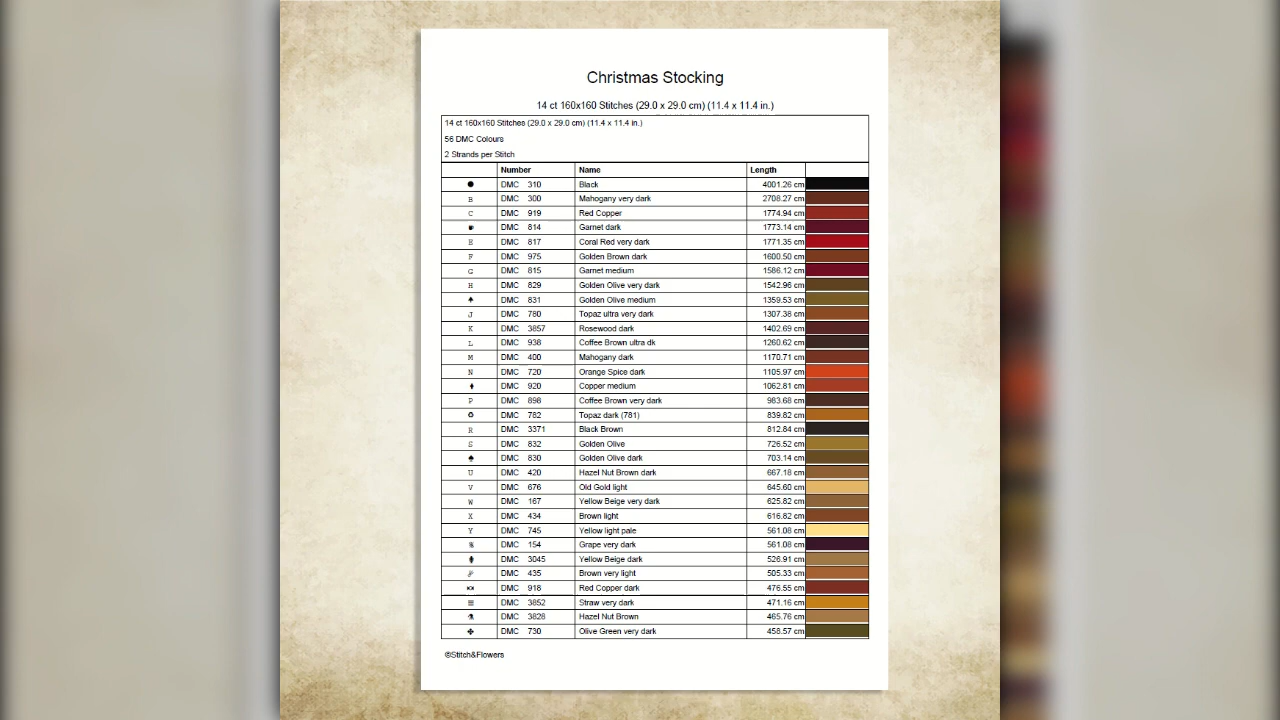 Christmas Stocking
14 ct 160x160 Stitches (29.0 x 29.0 cm) (11.4 x 11.4 in.)
14 ct 160x160 Stitches (29.0 x 29.0 cm) (11.4 x 11.4 in.)
56 DMC Colours
2 Strands per Stitch
Number Name Length
● DMC 310 Black 4001.26 cm
B DMC 300 Mahogany very dark 2708.27 cm
C DMC 919 Red Copper 1774.94 cm
DMC 814 Garnet dark 1773.14 cm
E DMC 817 Coral Red very dark 1771.35 cm
F DMC 975 Golden Brown dark 1600.50 cm
G DMC 815 Garnet medium 1586.12 cm
H DMC 829 Golden Olive very dark 1542.96 cm
♠ DMC 831 Golden Olive medium 1359.53 cm
J DMC 780 Topaz ultra very dark 1307.38 cm
K DMC 3857 Rosewood dark 1402.69 cm
L DMC 938 Coffee Brown ultra dk 1260.62 cm
M DMC 400 Mahogany dark 1170.71 cm
N DMC 720 Orange Spice dark 1105.97 cm
♦ DMC 920 Copper medium 1062.81 cm
P DMC 898 Coffee Brown very dark 983.68 cm
♻ DMC 782 Topaz dark (781) 839.82 cm
R DMC 3371 Black Brown 812.84 cm
S DMC 832 Golden Olive 726.52 cm
♠ DMC 830 Golden Olive dark 703.14 cm
U DMC 420 Hazel Nut Brown dark 667.18 cm
V DMC 676 Old Gold light 645.60 cm
W DMC 167 Yellow Beige very dark 625.82 cm
X DMC 434 Brown light 616.82 cm
Y DMC 745 Yellow light pale 561.08 cm
DMC 154 Grape very dark 561.08 cm
DMC 3045 Yellow Beige dark 526.91 cm
DMC 435 Brown very light 505.33 cm
DMC 918 Red Copper dark 476.55 cm
≡ DMC 3852 Straw very dark 471.16 cm
DMC 3828 Hazel Nut Brown 465.76 cm
✤ DMC 730 Olive Green very dark 458.57 cm
©Stitch&Flowers